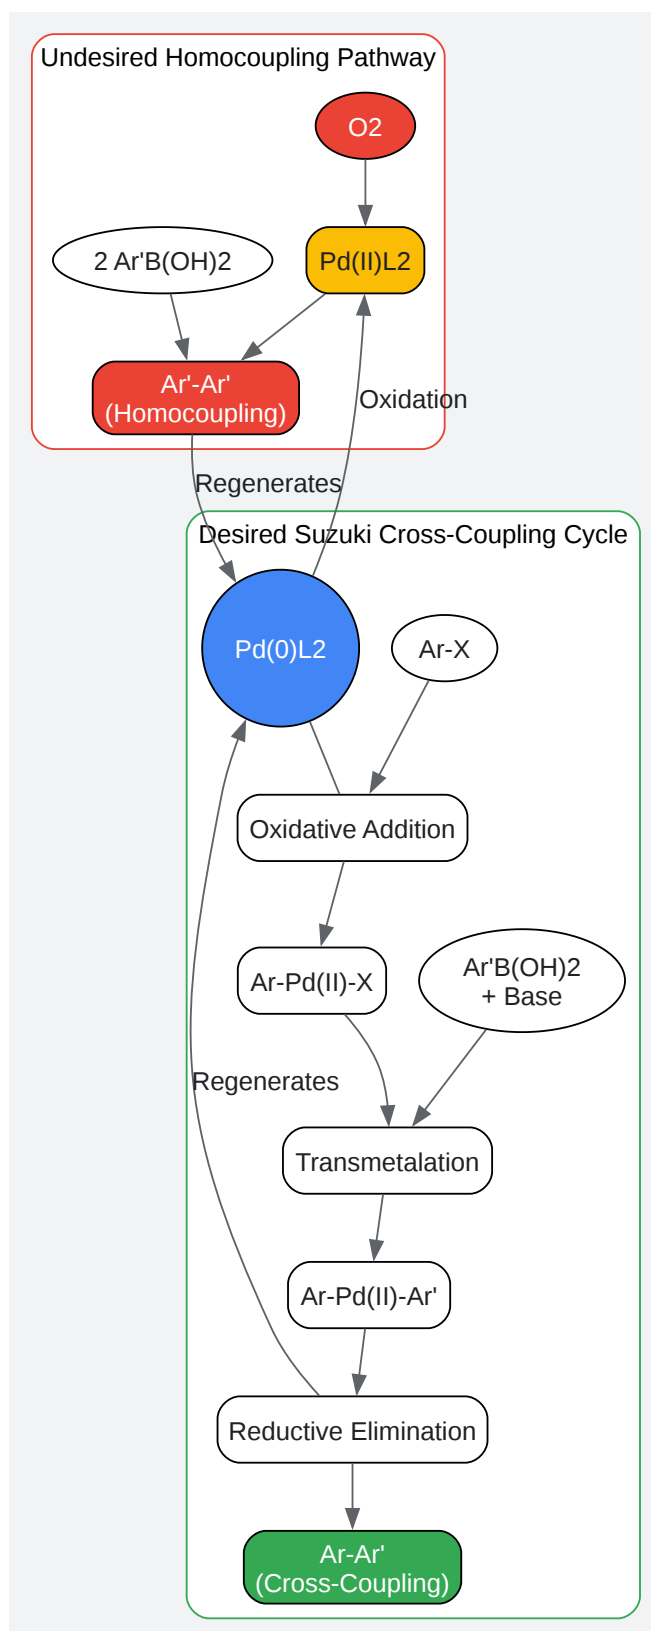 Undesired Homocoupling Pathway
O2
2 Ar'B(OH)2
Pd(II)L2
Ar'-Ar'
(Homocoupling)
Oxidation
Regenerates
Desired Suzuki Cross-Coupling Cycle
Pd(0)L2
Ar-X
Oxidative Addition
Ar-Pd(II)-X
Ar'B(OH)2
+ Base
Regenerates
Transmetalation
Ar-Pd(II)-Ar'
Reductive Elimination
Ar-Ar'
(Cross-Coupling)